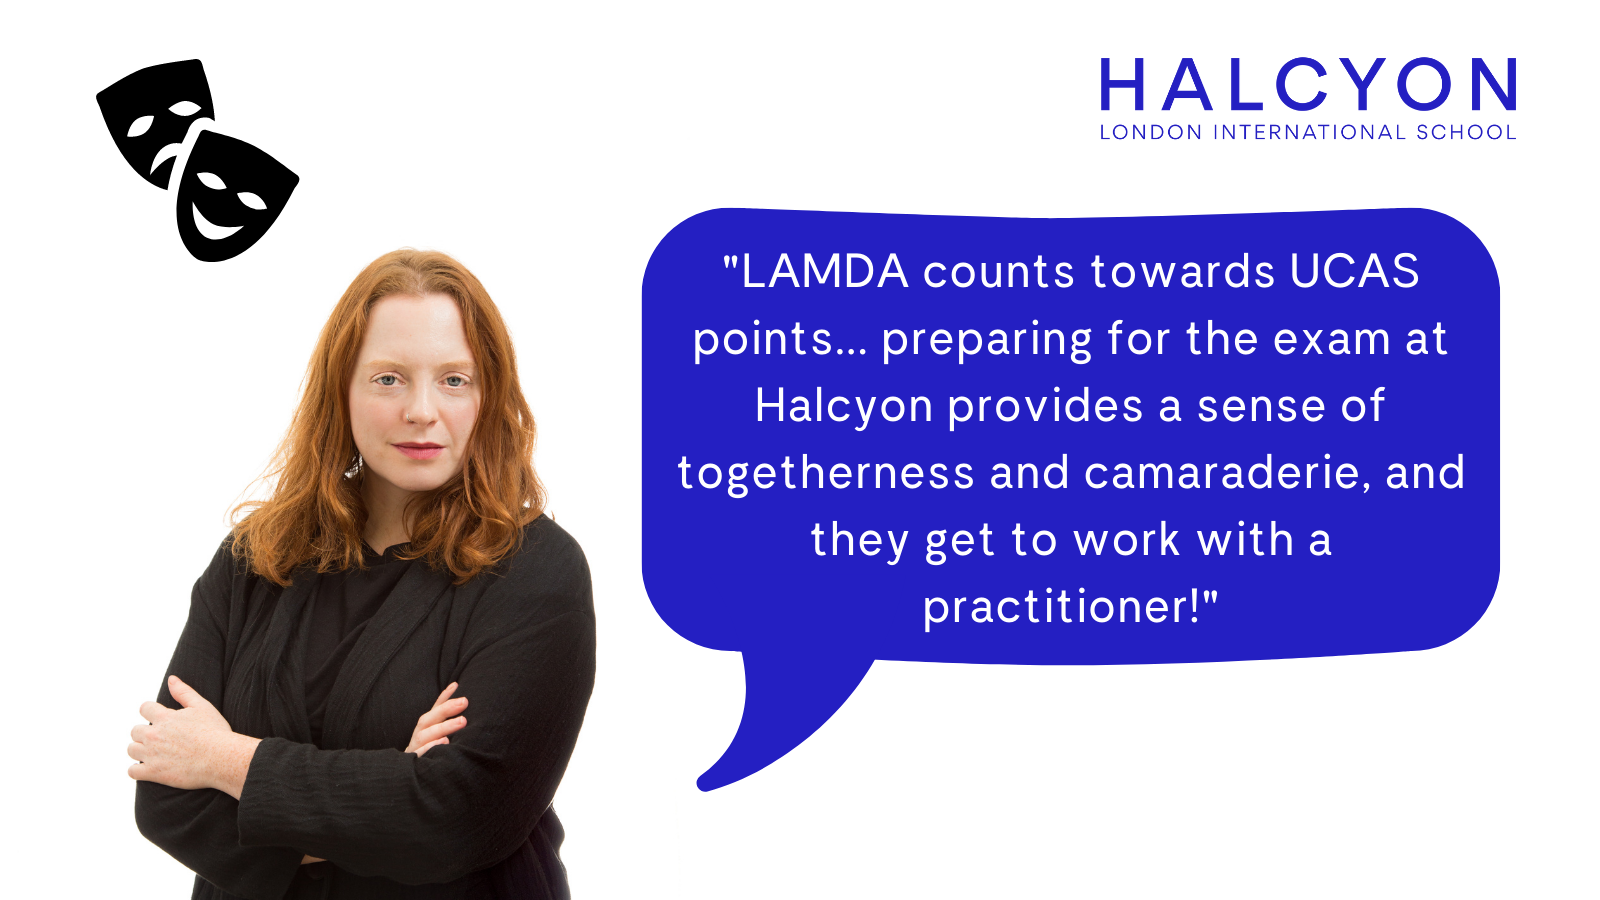 HALCYON
LONDON INTERNATIONAL SCHOOL
"LAMDA counts towards UCAS
points... preparing for the exam at
Halcyon provides a sense of
togetherness and camaraderie, and
they get to work with a
practitioner!"